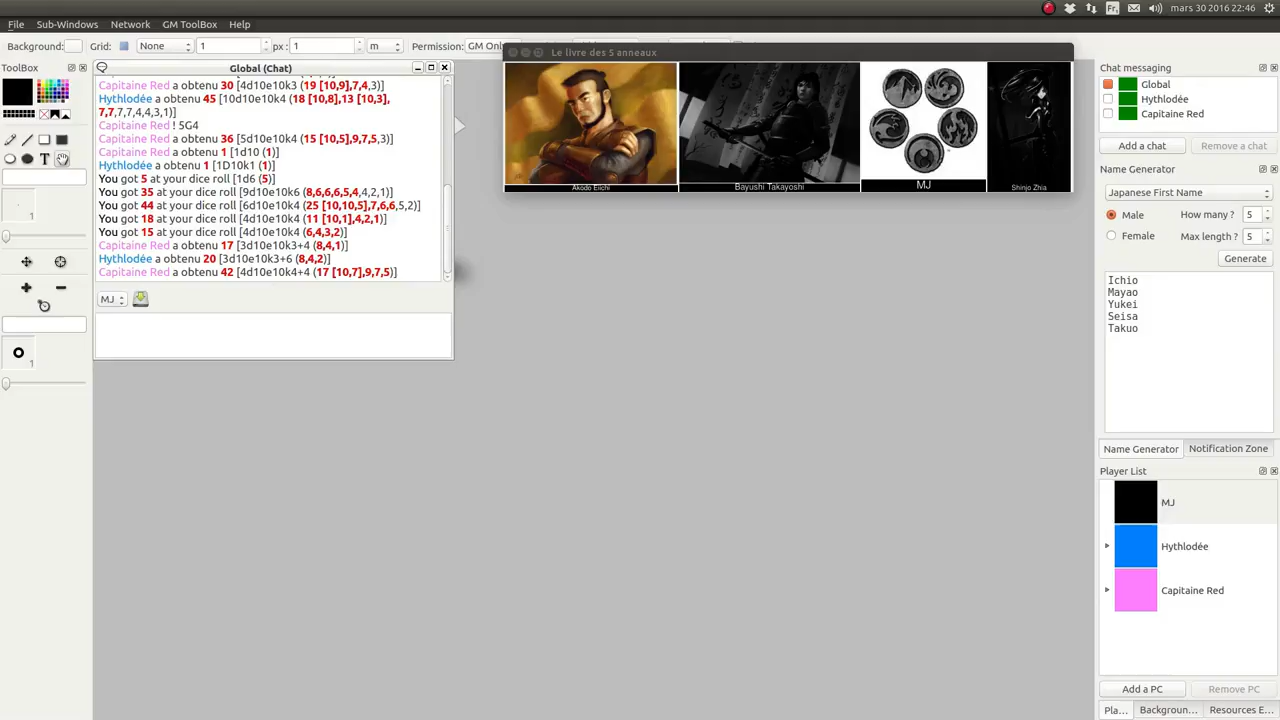 mars 30 2016 22:46
Fr
File Sub-Windows Network GM ToolBox Help
Background: Grid: None 1 px : 1 m Permission: GM Only
ToolBox
1
1
Global (Chat)
Capitaine Red a obtenu 30 [4d10e10k3 (19 [10,9],7,4,3)]
Hythlodée a obtenu 45 [10d10e10k4 (18 [10,8],13 [10,3],
7,7,7,7,4,4,3,1)]
Capitaine Red ! 5G4
Capitaine Red a obtenu 36 [5d10e10k4 (15 [10,5],9,7,5,3)]
Capitaine Red a obtenu 1 [1d10 (1)]
Hythlodée a obtenu 1 [1D10k1 (1)]
You got 5 at your dice roll [1d6 (5)]
You got 35 at your dice roll [9d10e10k6 (8,6,6,6,5,4,4,2,1)]
You got 44 at your dice roll [6d10e10k4 (25 [10,10,5],7,6,6,5,2)]
You got 18 at your dice roll [4d10e10k4 (11 [10,1],4,2,1)]
You got 15 at your dice roll [4d10e10k4 (6,4,3,2)]
Capitaine Red a obtenu 17 [3d10e10k3+4 (8,4,1)]
Hythlodée a obtenu 20 [3d10e10k3+6 (8,4,2)]
Capitaine Red a obtenu 42 [4d10e10k4+4 (17 [10,7],9,7,5)]
MJ
Le livre des 5 anneaux
Akodo Eiichi
Bayushi Takayoshi
MJ
Shinjo Zhia
Chat messaging
Global
Hythlodée
Capitaine Red
Add a chat Remove a chat
Name Generator
Japanese First Name
Male How many ? 5
Female Max length ? 5
Generate
Ichio
Mayao
Yukei
Seisa
Takuo
Name Generator Notification Zone
Player List
MJ
Hythlodée
Capitaine Red
Add a PC Remove PC
Pla... Backgroun... Resources E...